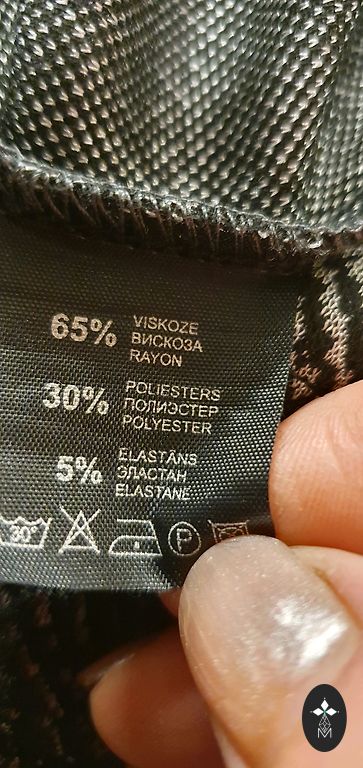 65% VISKOZE
ВИСКОЗА
RAYON
30% POLIESTERS
ПОЛИЭСТЕР
POLYESTER
5% ELASTĀNS
ЭЛАСТАН
ELASTANE
30° P
M